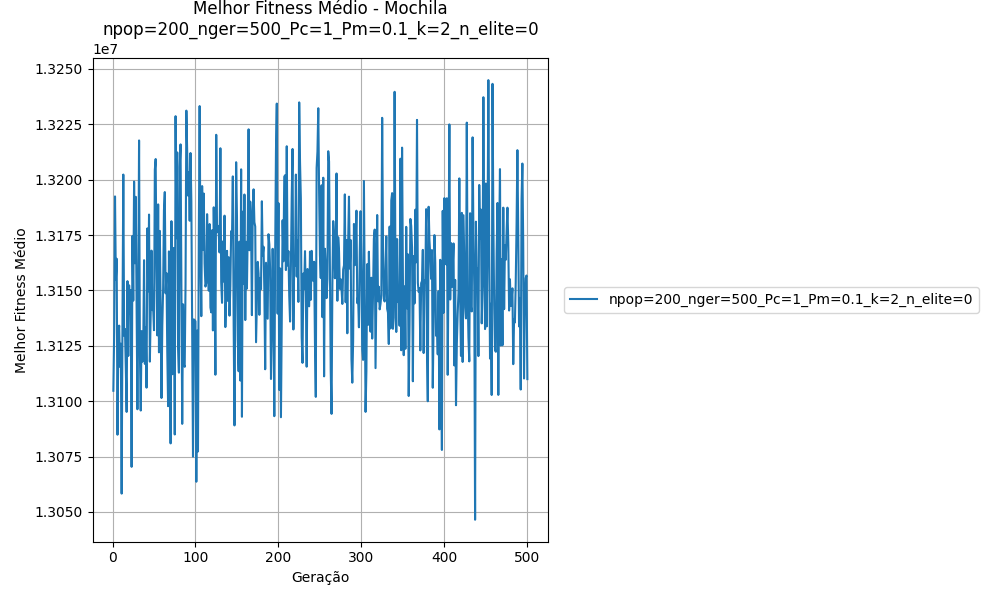 Melhor Fitness Médio - Mochila
npop=200_nger=500_Pc=1_Pm=0.1_k=2_n_elite=0
1e7
1.3250
1.3225
1.3200
1.3175
1.3150
1.3125
1.3100
1.3075
1.3050
Melhor Fitness Médio
0 100 200 300 400 500
Geração
npop=200_nger=500_Pc=1_Pm=0.1_k=2_n_elite=0